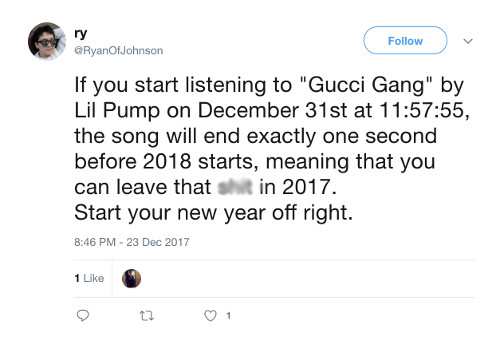 ry
@RyanOfJohnson
Follow
If you start listening to "Gucci Gang" by
Lil Pump on December 31st at 11:57:55,
the song will end exactly one second
before 2018 starts, meaning that you
can leave that in 2017.
Start your new year off right.
8:46 PM - 23 Dec 2017
1 Like
1